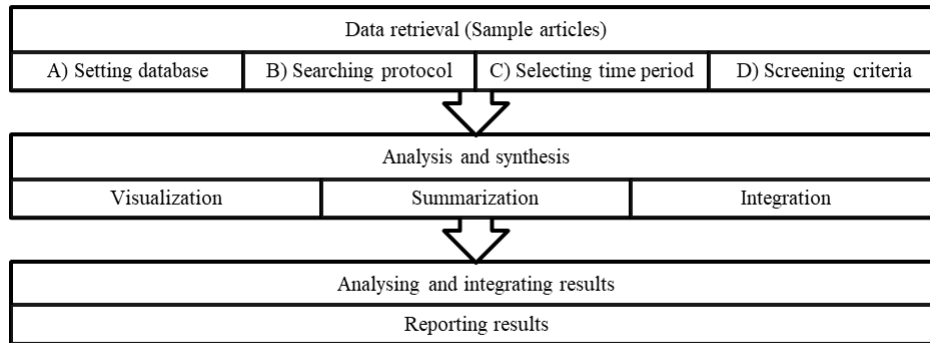 Data retrieval (Sample articles)
A) Setting database
B) Searching protocol
C) Selecting time period
D) Screening criteria
Analysis and synthesis
Visualization
Summarization
Integration
Analysing and integrating results
Reporting results